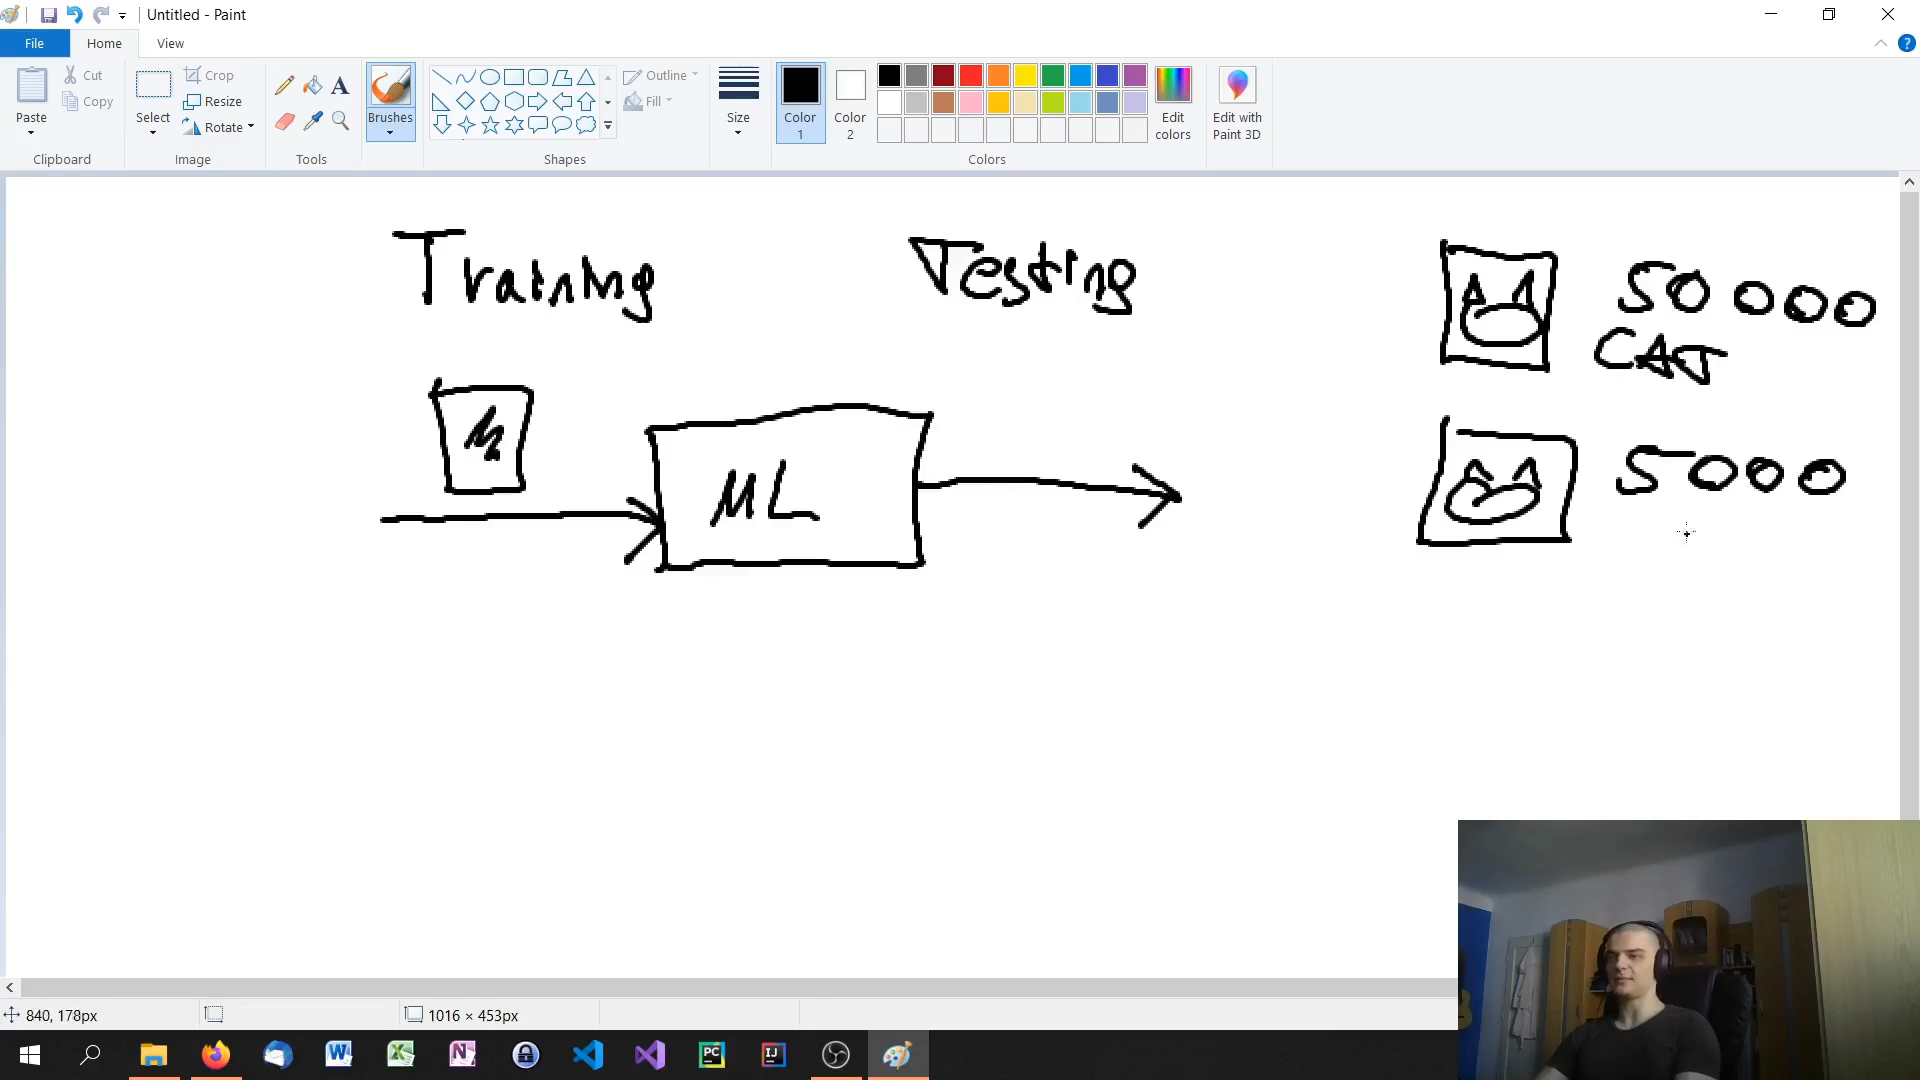 Untitled - Paint
File
Home
View
Paste
Cut
Copy
Clipboard
Select
Crop
Resize
Rotate
Image
Tools
Brushes
Shapes
Outline
Fill
Size
Color 1
Color 2
Edit colors
Colors
Edit with Paint 3D
Training
Testing
50000
CAT
ML
5000
840, 178px
1016 × 453px